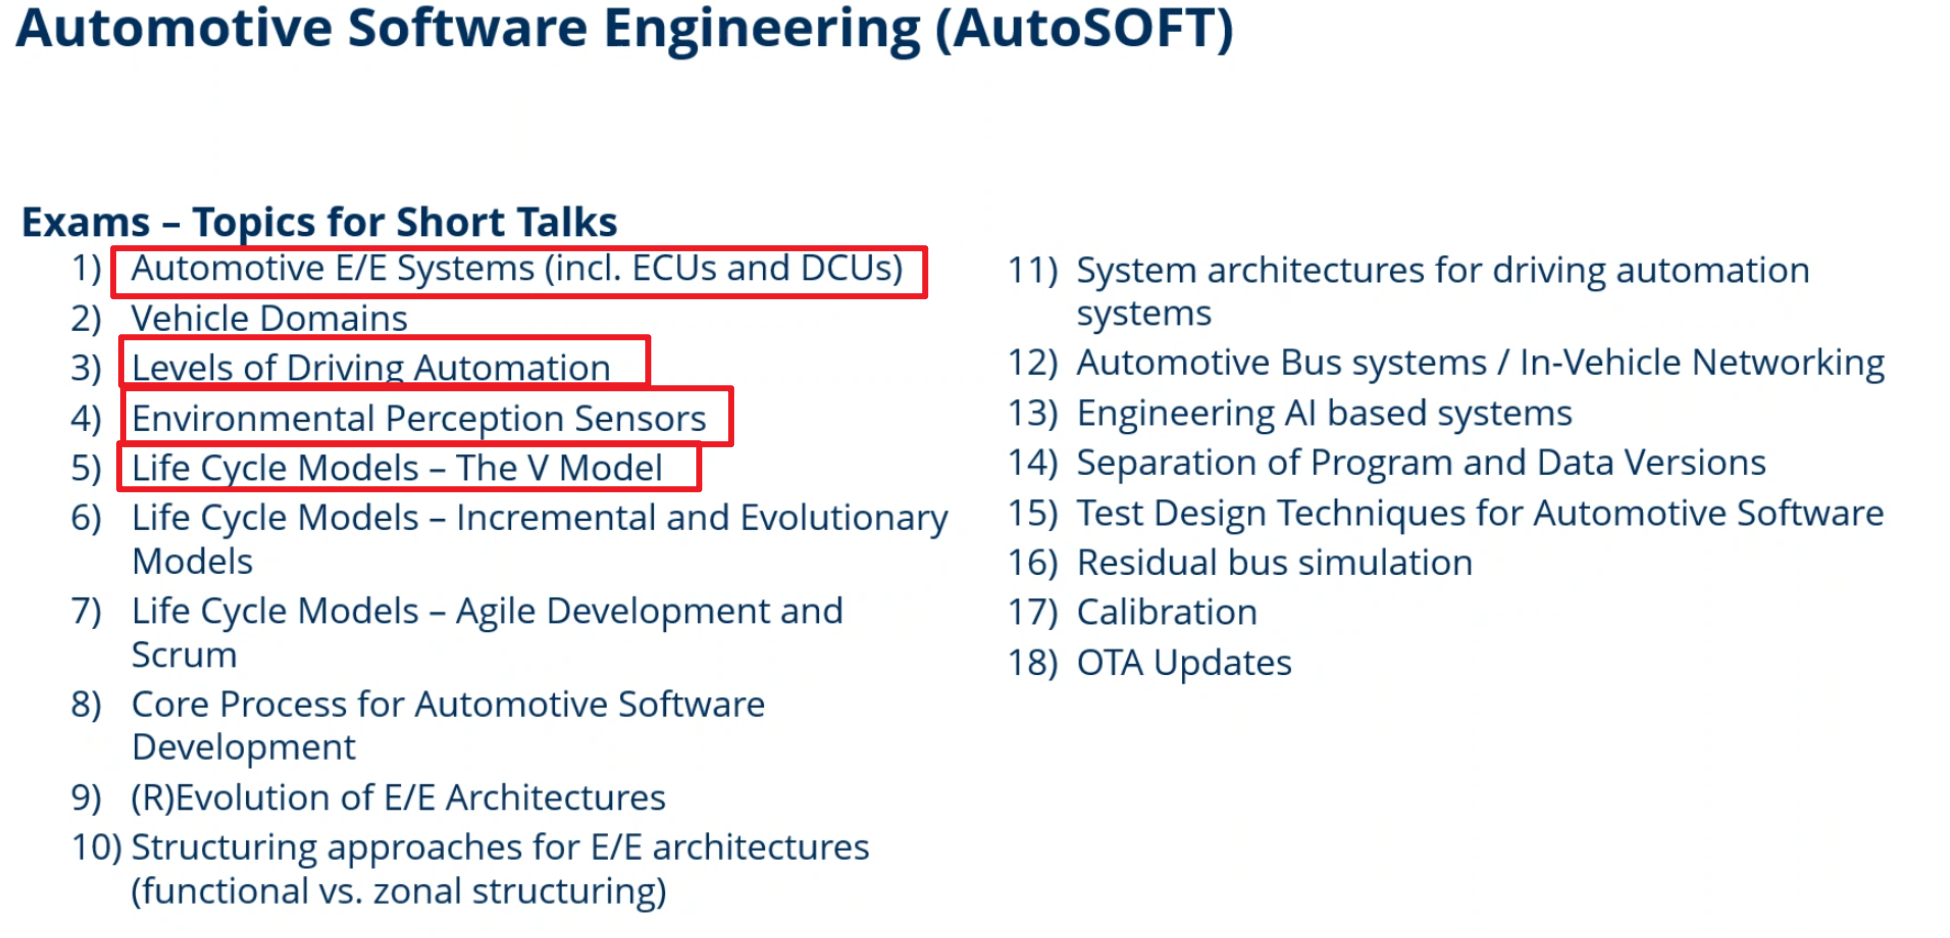 Automotive Software Engineering (AutoSOFT)
Exams – Topics for Short Talks
1) Automotive E/E Systems (incl. ECUs and DCUs)
2) Vehicle Domains
3) Levels of Driving Automation
4) Environmental Perception Sensors
5) Life Cycle Models – The V Model
6) Life Cycle Models – Incremental and Evolutionary
Models
7) Life Cycle Models – Agile Development and
Scrum
8) Core Process for Automotive Software
Development
9) (R)Evolution of E/E Architectures
10) Structuring approaches for E/E architectures
(functional vs. zonal structuring)
11) System architectures for driving automation
systems
12) Automotive Bus systems / In-Vehicle Networking
13) Engineering AI based systems
14) Separation of Program and Data Versions
15) Test Design Techniques for Automotive Software
16) Residual bus simulation
17) Calibration
18) OTA Updates